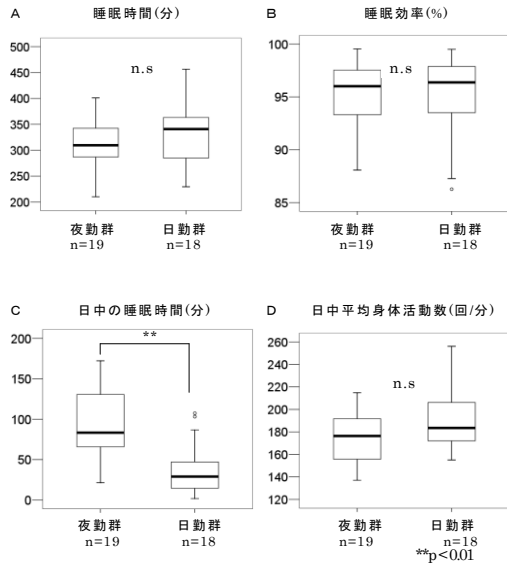 A 睡眠時間(分)
500
450
400
350
300
250
200
n.s
夜勤群 日勤群
n=19 n=18
B 睡眠効率(%)
100
95
90
85
n.s
夜勤群 日勤群
n=19 n=18
C 日中の睡眠時間(分)
200
150
100
50
0
**
夜勤群 日勤群
n=19 n=18
D 日中平均身体活動数(回/分)
260
240
220
200
180
160
140
120
n.s
夜勤群 日勤群
n=19 n=18
**p<0.01